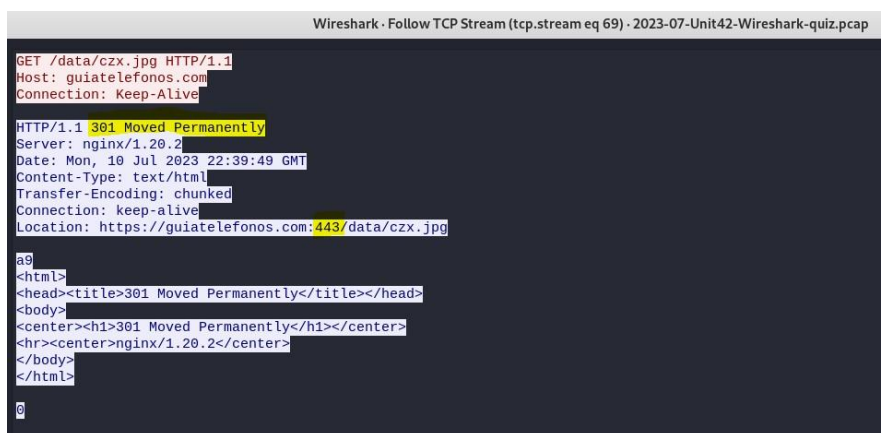 Wireshark · Follow TCP Stream (tcp.stream eq 69) · 2023-07-Unit42-Wireshark-quiz.pcap
GET /data/czx.jpg HTTP/1.1
Host: guiatelefonos.com
Connection: Keep-Alive
HTTP/1.1 301 Moved Permanently
Server: nginx/1.20.2
Date: Mon, 10 Jul 2023 22:39:49 GMT
Content-Type: text/html
Transfer-Encoding: chunked
Connection: keep-alive
Location: https://guiatelefonos.com:443/data/czx.jpg
a9
<html>
<head><title>301 Moved Permanently</title></head>
<body>
<center><h1>301 Moved Permanently</h1></center>
<hr><center>nginx/1.20.2</center>
</body>
</html>
0